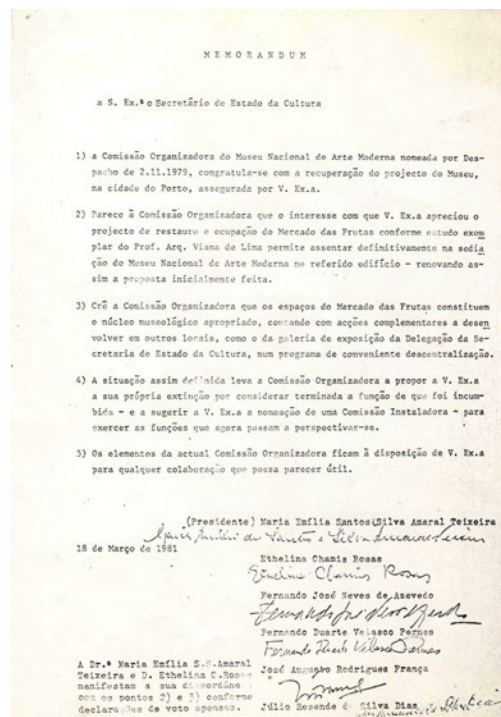 MEMORANDUM
a S. Ex.ª o Secretário de Estado da Cultura
1) a Comissão Organizadora do Museu Nacional de Arte Moderna nomeada por Des-
pacho de 2.11.1979, congratula-se com a recuperação do projecto do Museu,
na cidade do Porto, assegurada por V. Ex.a.
2) Parece à Comissão Organizadora que o interesse com que V. Ex.a apreciou o
projecto de restauro e ocupação do Mercado das Frutas conforme estudo exem
plar do Prof. Arq. Viana de Lima permite assentar definitivamente na sedia
ção do Museu Nacional de Arte Moderna no referido edifício - renovando as-
sim a proposta inicialmente feita.
3) Crê a Comissão Organizadora que os espaços do Mercado das Frutas constituem
o núcleo museológico apropriado, contando com acções complementares a desen
volver em outros locais, como o da galeria de exposição da Delegação da Se-
cretaria de Estado da Cultura, num programa de conveniente descentralização.
4) A situação assim definida leva a Comissão Organizadora a propor a V. Ex.a
a sua própria extinção por considerar terminada a função de que foi incum-
bida - e a sugerir a V. Ex.a a nomeação de uma Comissão Instaladora - para
exercer as funções que agora passam a perspectivar-se.
5) Os elementos da actual Comissão Organizadora ficam à disposição de V. Ex.a
para qualquer colaboração que possa parecer útil.
(Presidente) Maria Emília Santos(Silva Amaral Teixeira
18 de Março de 1981
Ethelina Chamis Rosas
Ethelina Chamis Rosas
Fernando José Neves de Azevedo
Fernando Duarte Velasco Pernes
Fernando Duarte Velasco Pernes
A Dr.ª Maria Emília S.S.Amaral
Teixeira e D. Ethelina C.Rosas
manifestam a sua discordânc
com os pontos 2) e 3) conforme
declarações de voto apensas.
José Augusto Rodrigues França
Júlio Resende da Silva Dias